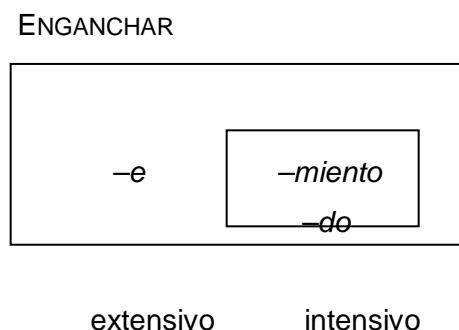 ENGANCHAR
–e –miento
–do
extensivo intensivo